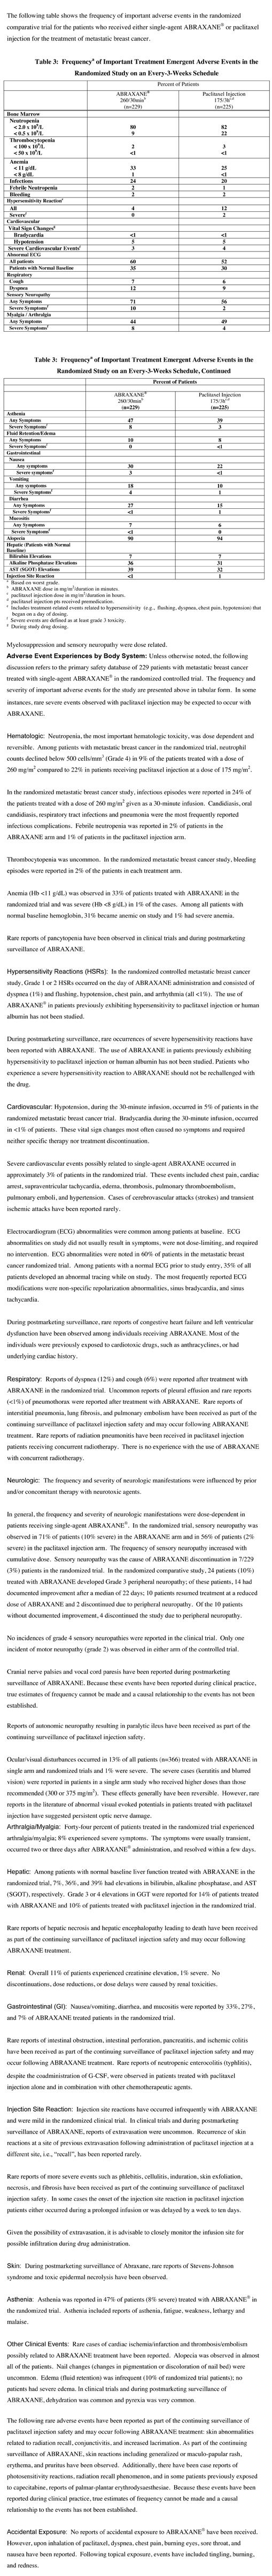 The following table shows the frequency of important adverse events in the randomized
comparative trial for the patients who received either single-agent ABRAXANE® or paclitaxel
injection for the treatment of metastatic breast cancer.
Table 3: Frequencyᵃ of Important Treatment Emergent Adverse Events in the
Randomized Study on an Every-3-Weeks Schedule
Percent of Patients
ABRAXANE® Paclitaxel Injection
260/30minᵇ 175/3hᶜ,ᵈ
(n=229) (n=225)
Bone Marrow
Neutropenia
< 2.0 x 10⁹/L 80 82
< 0.5 x 10⁹/L 9 22
Thrombocytopenia
< 100 x 10⁹/L 2 3
< 50 x 10⁹/L <1 <1
Anemia
< 11 g/dL 33 25
< 8 g/dL 1 <1
Infections 24 20
Febrile Neutropenia 2 1
Bleeding 2 2
Hypersensitivity Reactionᵉ
All 4 12
Severeᶠ 0 2
Cardiovascular
Vital Sign Changesᵍ
Bradycardia <1 <1
Hypotension 5 5
Severe Cardiovascular Eventsᶠ 3 4
Abnormal ECG
All patients 60 52
Patients with Normal Baseline 35 30
Respiratory
Cough 7 6
Dyspnea 12 9
Sensory Neuropathy
Any Symptoms 71 56
Severe Symptomsᶠ 10 2
Myalgia / Arthralgia
Any Symptoms 44 49
Severe Symptomsᶠ 8 4
Table 3: Frequencyᵃ of Important Treatment Emergent Adverse Events in the
Randomized Study on an Every-3-Weeks Schedule, Continued
Percent of Patients
ABRAXANE® Paclitaxel Injection
260/30minᵇ 175/3hᶜ,ᵈ
(n=229) (n=225)
Asthenia
Any Symptoms 47 39
Severe Symptomsᶠ 8 3
Fluid Retention/Edema
Any Symptoms 10 8
Severe Symptomsᶠ 0 <1
Gastrointestinal
Nausea
Any symptoms 30 22
Severe symptomsᶠ 3 <1
Vomiting
Any symptoms 18 10
Severe Symptomsᶠ 4 1
Diarrhea
Any Symptoms 27 15
Severe Symptomsᶠ <1 1
Mucositis
Any Symptoms 7 6
Severe Symptomsᶠ <1 0
Alopecia 90 94
Hepatic (Patients with Normal
Baseline)
Bilirubin Elevations 7 7
Alkaline Phosphatase Elevations 36 31
AST (SGOT) Elevations 39 32
Injection Site Reaction <1 1
ᵃ Based on worst grade.
ᵇ ABRAXANE dose in mg/m²/duration in minutes.
ᶜ paclitaxel injection dose in mg/m²/duration in hours.
ᵈ paclitaxel injection pts received premedication.
ᵉ Includes treatment related events related to hypersensitivity (e.g., flushing, dyspnea, chest pain, hypotension) that
began on a day of dosing.
ᶠ Severe events are defined as at least grade 3 toxicity.
ᵍ During study drug dosing.
Myelosuppression and sensory neuropathy were dose related.
Adverse Event Experiences by Body System: Unless otherwise noted, the following
discussion refers to the primary safety database of 229 patients with metastatic breast cancer
treated with single-agent ABRAXANE® in the randomized controlled trial. The frequency and
severity of important adverse events for the study are presented above in tabular form. In some
instances, rare severe events observed with paclitaxel injection may be expected to occur with
ABRAXANE.
Hematologic: Neutropenia, the most important hematologic toxicity, was dose dependent and
reversible. Among patients with metastatic breast cancer in the randomized trial, neutrophil
counts declined below 500 cells/mm³ (Grade 4) in 9% of the patients treated with a dose of
260 mg/m² compared to 22% in patients receiving paclitaxel injection at a dose of 175 mg/m².
In the randomized metastatic breast cancer study, infectious episodes were reported in 24% of
the patients treated with a dose of 260 mg/m² given as a 30-minute infusion. Candidiasis, oral
candidiasis, respiratory tract infections and pneumonia were the most frequently reported
infectious complications. Febrile neutropenia was reported in 2% of patients in the
ABRAXANE arm and 1% of patients in the paclitaxel injection arm.
Thrombocytopenia was uncommon. In the randomized metastatic breast cancer study, bleeding
episodes were reported in 2% of the patients in each treatment arm.
Anemia (Hb <11 g/dL) was observed in 33% of patients treated with ABRAXANE in the
randomized trial and was severe (Hb <8 g/dL) in 1% of the cases. Among all patients with
normal baseline hemoglobin, 31% became anemic on study and 1% had severe anemia.
Rare reports of pancytopenia have been observed in clinical trials and during postmarketing
surveillance of ABRAXANE.
Hypersensitivity Reactions (HSRs): In the randomized controlled metastatic breast cancer
study, Grade 1 or 2 HSRs occurred on the day of ABRAXANE administration and consisted of
dyspnea (1%) and flushing, hypotension, chest pain, and arrhythmia (all <1%). The use of
ABRAXANE® in patients previously exhibiting hypersensitivity to paclitaxel injection or human
albumin has not been studied.
During postmarketing surveillance, rare occurrences of severe hypersensitivity reactions have
been reported with ABRAXANE. The use of ABRAXANE in patients previously exhibiting
hypersensitivity to paclitaxel injection or human albumin has not been studied. Patients who
experience a severe hypersensitivity reaction to ABRAXANE should not be rechallenged with
the drug.
Cardiovascular: Hypotension, during the 30-minute infusion, occurred in 5% of patients in the
randomized metastatic breast cancer trial. Bradycardia, during the 30-minute infusion, occurred
in <1% of patients. These vital sign changes most often caused no symptoms and required
neither specific therapy nor treatment discontinuation.
Severe cardiovascular events possibly related to single-agent ABRAXANE occurred in
approximately 3% of patients in the randomized trial. These events included chest pain, cardiac
arrest, supraventricular tachycardia, edema, thrombosis, pulmonary thromboembolism,
pulmonary emboli, and hypertension. Cases of cerebrovascular attacks (strokes) and transient
ischemic attacks have been reported rarely.
Electrocardiogram (ECG) abnormalities were common among patients at baseline. ECG
abnormalities on study did not usually result in symptoms, were not dose-limiting, and required
no intervention. ECG abnormalities were noted in 60% of patients in the metastatic breast
cancer randomized trial. Among patients with a normal ECG prior to study entry, 35% of all
patients developed an abnormal tracing while on study. The most frequently reported ECG
modifications were non-specific repolarization abnormalities, sinus bradycardia, and sinus
tachycardia.
During postmarketing surveillance, rare reports of congestive heart failure and left ventricular
dysfunction have been observed among individuals receiving ABRAXANE. Most of the
individuals were previously exposed to cardiotoxic drugs, such as anthracyclines, or had
underlying cardiac history.
Respiratory: Reports of dyspnea (12%) and cough (6%) were reported after treatment with
ABRAXANE in the randomized trial. Uncommon reports of pleural effusion and rare reports
(<1%) of pneumothorax were reported after treatment with ABRAXANE. Rare reports of
interstitial pneumonia, lung fibrosis, and pulmonary embolism have been received as part of the
continuing surveillance of paclitaxel injection safety and may occur following ABRAXANE
treatment. Rare reports of radiation pneumonitis have been received in paclitaxel injection
patients receiving concurrent radiotherapy. There is no experience with the use of ABRAXANE
with concurrent radiotherapy.
Neurologic: The frequency and severity of neurologic manifestations were influenced by prior
and/or concomitant therapy with neurotoxic agents.
In general, the frequency and severity of neurologic manifestations were dose-dependent in
patients receiving single-agent ABRAXANE®. In the randomized trial, sensory neuropathy was
observed in 71% of patients (10% severe) in the ABRAXANE arm and in 56% of patients (2%
severe) in the paclitaxel injection arm. The frequency of sensory neuropathy increased with
cumulative dose. Sensory neuropathy was the cause of ABRAXANE discontinuation in 7/229
(3%) patients in the randomized trial. In the randomized comparative study, 24 patients (10%)
treated with ABRAXANE developed Grade 3 peripheral neuropathy; of these patients, 14 had
documented improvement after a median of 22 days; 10 patients resumed treatment at a reduced
dose of ABRAXANE and 2 discontinued due to peripheral neuropathy. Of the 10 patients
without documented improvement, 4 discontinued the study due to peripheral neuropathy.
No incidences of grade 4 sensory neuropathies were reported in the clinical trial. Only one
incident of motor neuropathy (grade 2) was observed in either arm of the controlled trial.
Cranial nerve palsies and vocal cord paresis have been reported during postmarketing
surveillance of ABRAXANE. Because these events have been reported during clinical practice,
true estimates of frequency cannot be made and a causal relationship to the events has not been
established.
Reports of autonomic neuropathy resulting in paralytic ileus have been received as part of the
continuing surveillance of paclitaxel injection safety.
Ocular/visual disturbances occurred in 13% of all patients (n=366) treated with ABRAXANE in
single arm and randomized trials and 1% were severe. The severe cases (keratitis and blurred
vision) were reported in patients in a single arm study who received higher doses than those
recommended (300 or 375 mg/m²). These effects generally have been reversible. However, rare
reports in the literature of abnormal visual evoked potentials in patients treated with paclitaxel
injection have suggested persistent optic nerve damage.
Arthralgia/Myalgia: Forty-four percent of patients treated in the randomized trial experienced
arthralgia/myalgia; 8% experienced severe symptoms. The symptoms were usually transient,
occurred two or three days after ABRAXANE® administration, and resolved within a few days.
Hepatic: Among patients with normal baseline liver function treated with ABRAXANE in the
randomized trial, 7%, 36%, and 39% had elevations in bilirubin, alkaline phosphatase, and AST
(SGOT), respectively. Grade 3 or 4 elevations in GGT were reported for 14% of patients treated
with ABRAXANE and 10% of patients treated with paclitaxel injection in the randomized trial.
Rare reports of hepatic necrosis and hepatic encephalopathy leading to death have been received
as part of the continuing surveillance of paclitaxel injection safety and may occur following
ABRAXANE treatment.
Renal: Overall 11% of patients experienced creatinine elevation, 1% severe. No
discontinuations, dose reductions, or dose delays were caused by renal toxicities.
Gastrointestinal (GI): Nausea/vomiting, diarrhea, and mucositis were reported by 33%, 27%,
and 7% of ABRAXANE treated patients in the randomized trial.
Rare reports of intestinal obstruction, intestinal perforation, pancreatitis, and ischemic colitis
have been received as part of the continuing surveillance of paclitaxel injection safety and may
occur following ABRAXANE treatment. Rare reports of neutropenic enterocolitis (typhlitis),
despite the coadministration of G-CSF, were observed in patients treated with paclitaxel
injection alone and in combination with other chemotherapeutic agents.
Injection Site Reaction: Injection site reactions have occurred infrequently with ABRAXANE
and were mild in the randomized clinical trial. In clinical trials and during postmarketing
surveillance of ABRAXANE, reports of extravasation were uncommon. Recurrence of skin
reactions at a site of previous extravasation following administration of paclitaxel injection at a
different site, i.e., “recall”, has been reported rarely.
Rare reports of more severe events such as phlebitis, cellulitis, induration, skin exfoliation,
necrosis, and fibrosis have been received as part of the continuing surveillance of paclitaxel
injection safety. In some cases the onset of the injection site reaction in paclitaxel injection
patients either occurred during a prolonged infusion or was delayed by a week to ten days.
Given the possibility of extravasation, it is advisable to closely monitor the infusion site for
possible infiltration during drug administration.
Skin: During postmarketing surveillance of Abraxane, rare reports of Stevens-Johnson
syndrome and toxic epidermal necrolysis have been observed.
Asthenia: Asthenia was reported in 47% of patients (8% severe) treated with ABRAXANE® in
the randomized trial. Asthenia included reports of asthenia, fatigue, weakness, lethargy and
malaise.
Other Clinical Events: Rare cases of cardiac ischemia/infarction and thrombosis/embolism
possibly related to ABRAXANE treatment have been reported. Alopecia was observed in almost
all of the patients. Nail changes (changes in pigmentation or discoloration of nail bed) were
uncommon. Edema (fluid retention) was infrequent (10% of randomized trial patients); no
patients had severe edema. In clinical trials and during postmarketing surveillance of
ABRAXANE, dehydration was common and pyrexia was very common.
The following rare adverse events have been reported as part of the continuing surveillance of
paclitaxel injection safety and may occur following ABRAXANE treatment: skin abnormalities
related to radiation recall, conjunctivitis, and increased lacrimation. As part of the continuing
surveillance of ABRAXANE, skin reactions including generalized or maculo-papular rash,
erythema, and pruritus have been observed. Additionally, there have been case reports of
photosensitivity reactions, radiation recall phenomenon, and in some patients previously exposed
to capecitabine, reports of palmar-plantar erythrodysaesthesiae. Because these events have been
reported during clinical practice, true estimates of frequency cannot be made and a causal
relationship to the events has not been established.
Accidental Exposure: No reports of accidental exposure to ABRAXANE® have been received.
However, upon inhalation of paclitaxel, dyspnea, chest pain, burning eyes, sore throat, and
nausea have been reported. Following topical exposure, events have included tingling, burning,
and redness.